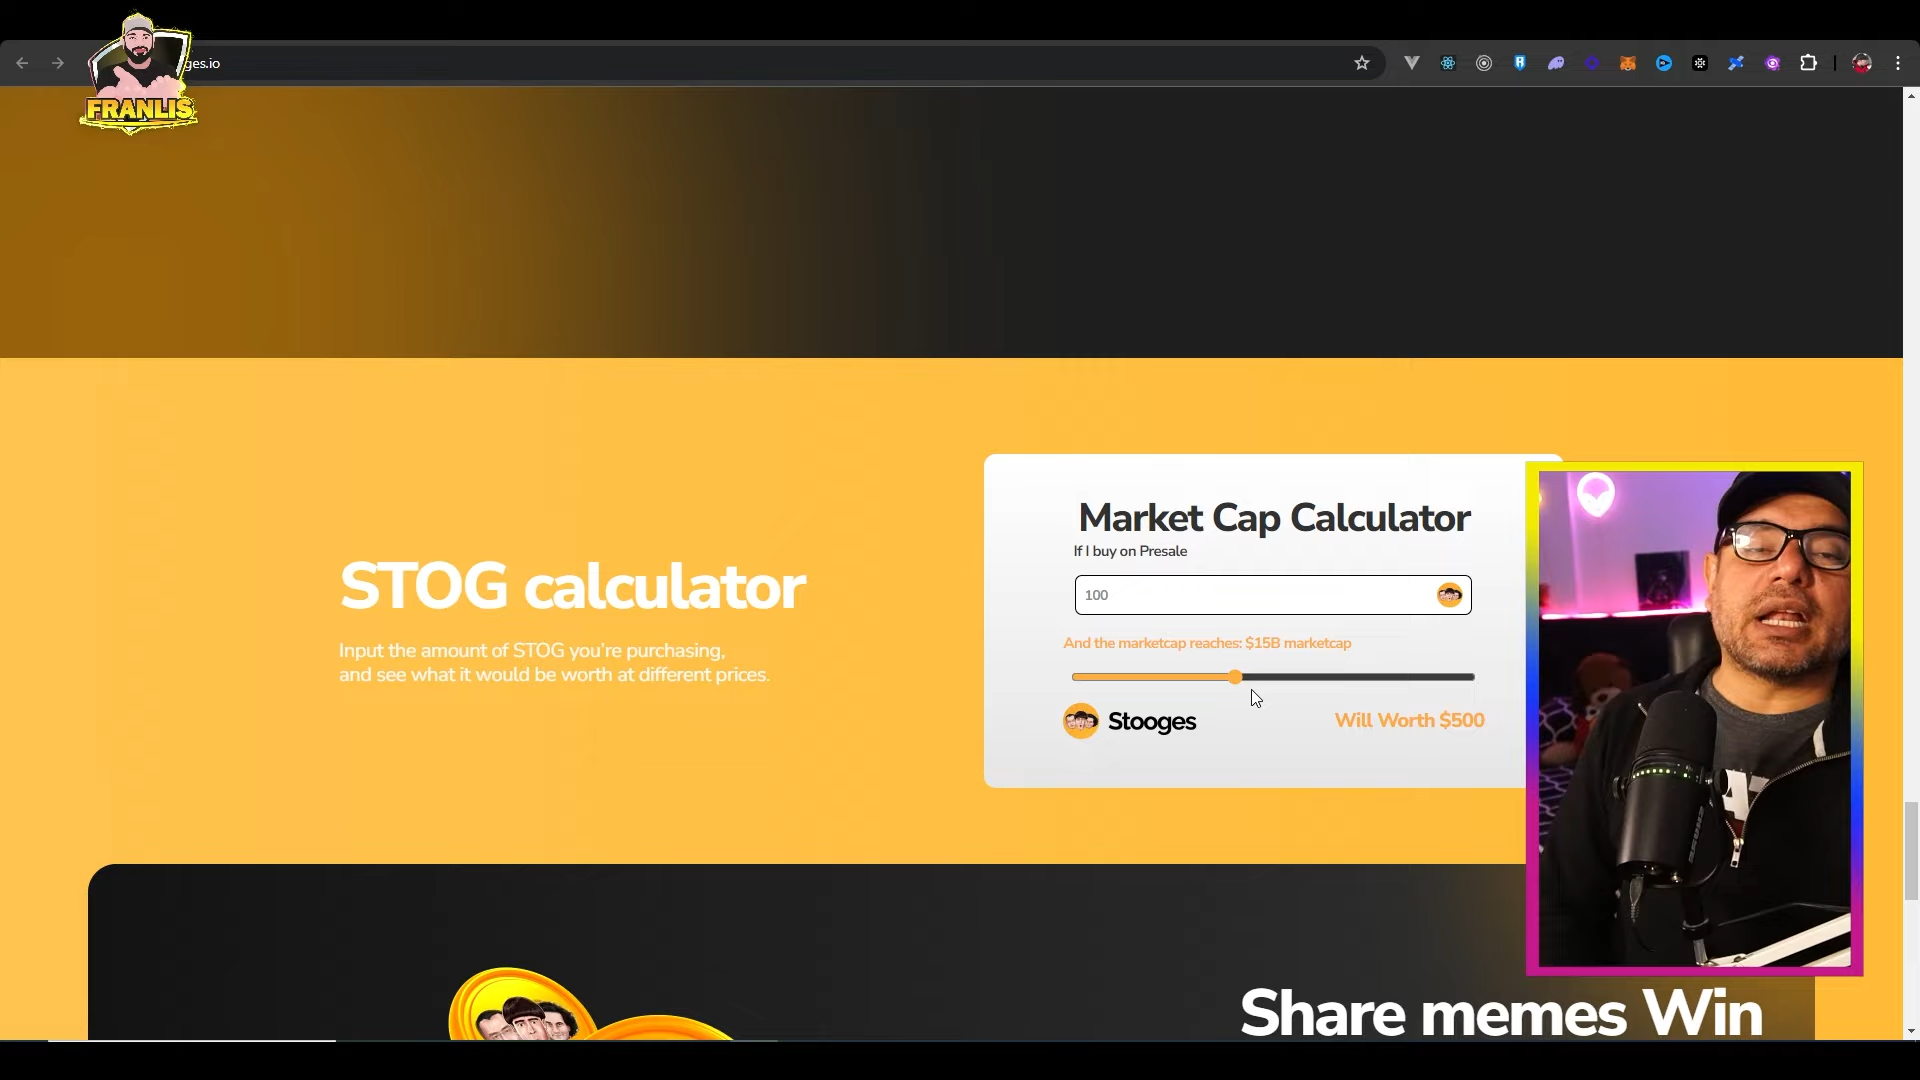 ges.io
FRANLIS
STOG calculator
Input the amount of STOG you're purchasing,
and see what it would be worth at different prices.
Market Cap Calculator
If I buy on Presale
100
And the marketcap reaches: $15B marketcap
Stooges
Will Worth $500
Share memes Win